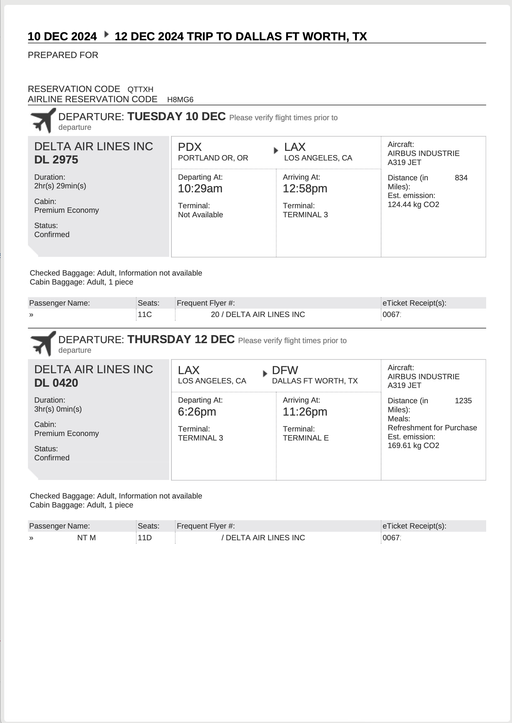 10 DEC 2024 12 DEC 2024 TRIP TO DALLAS FT WORTH, TX
PREPARED FOR
RESERVATION CODE QTTXH
AIRLINE RESERVATION CODE H8MG6
DEPARTURE: TUESDAY 10 DEC Please verify flight times prior to
departure
DELTA AIR LINES INC
DL 2975
Duration:
2hr(s) 29min(s)
Cabin:
Premium Economy
Status:
Confirmed
PDX
PORTLAND OR, OR
LAX
LOS ANGELES, CA
Departing At:
10:29am
Terminal:
Not Available
Arriving At:
12:58pm
Terminal:
TERMINAL 3
Aircraft:
AIRBUS INDUSTRIE
A319 JET
Distance (in 834
Miles):
Est. emission:
124.44 kg CO2
Checked Baggage: Adult, Information not available
Cabin Baggage: Adult, 1 piece
Passenger Name: Seats: Frequent Flyer #: eTicket Receipt(s):
» 11C 20 / DELTA AIR LINES INC 0067
DEPARTURE: THURSDAY 12 DEC Please verify flight times prior to
departure
DELTA AIR LINES INC
DL 0420
Duration:
3hr(s) 0min(s)
Cabin:
Premium Economy
Status:
Confirmed
LAX
LOS ANGELES, CA
DFW
DALLAS FT WORTH, TX
Departing At:
6:26pm
Terminal:
TERMINAL 3
Arriving At:
11:26pm
Terminal:
TERMINAL E
Aircraft:
AIRBUS INDUSTRIE
A319 JET
Distance (in 1235
Miles):
Meals:
Refreshment for Purchase
Est. emission:
169.61 kg CO2
Checked Baggage: Adult, Information not available
Cabin Baggage: Adult, 1 piece
Passenger Name: Seats: Frequent Flyer #: eTicket Receipt(s):
» NT M 11D / DELTA AIR LINES INC 0067